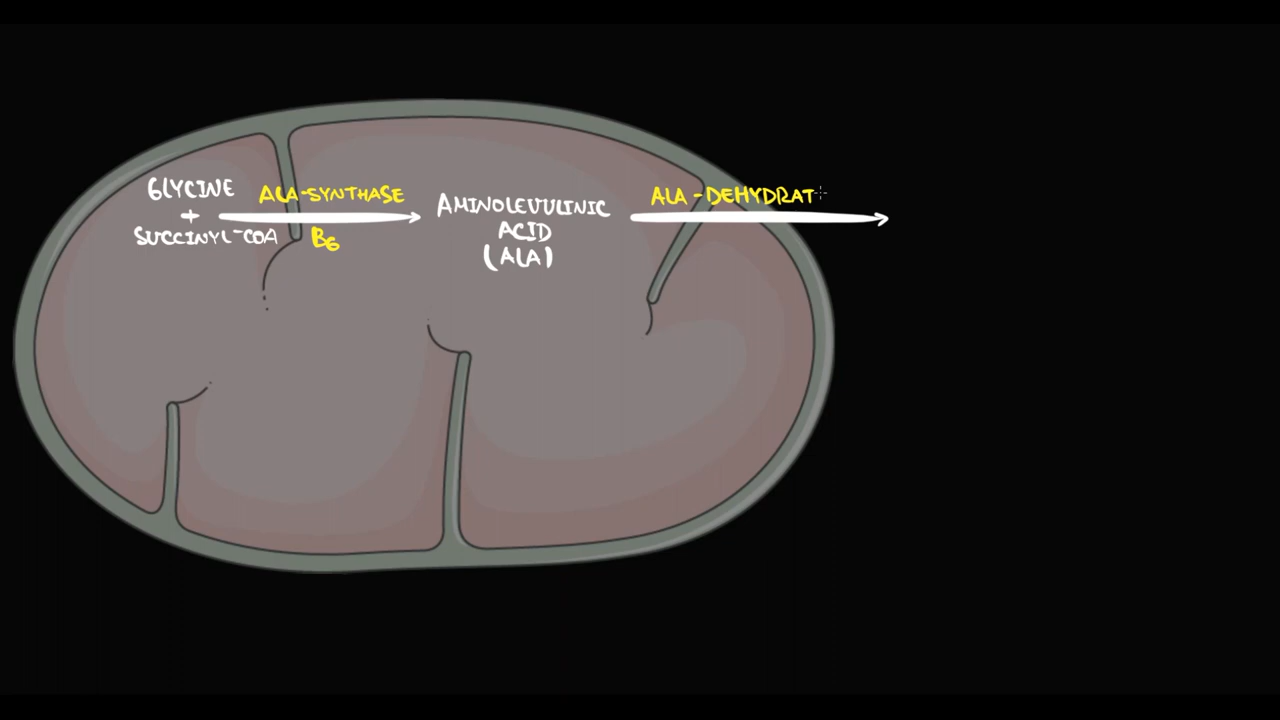 GLYCINE
+
SUCCINYL-COA
ALA-SYNTHASE
B6
AMINOLEVULINIC
ACID
(ALA)
ALA-DEHYDRAT